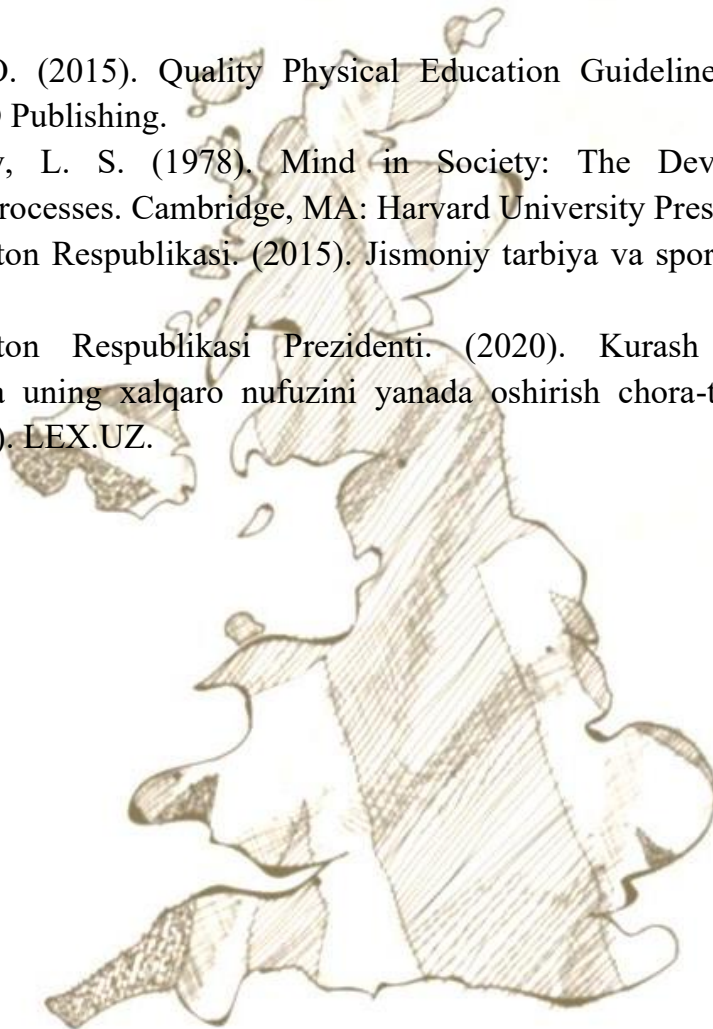 O. (2015). Quality Physical Education Guideline
Publishing.
y, L. S. (1978). Mind in Society: The Dev
rocesses. Cambridge, MA: Harvard University Pres
ton Respublikasi. (2015). Jismoniy tarbiya va spor
ton Respublikasi Prezidenti. (2020). Kurash
a uning xalqaro nufuzini yanada oshirish chora-t
). LEX.UZ.